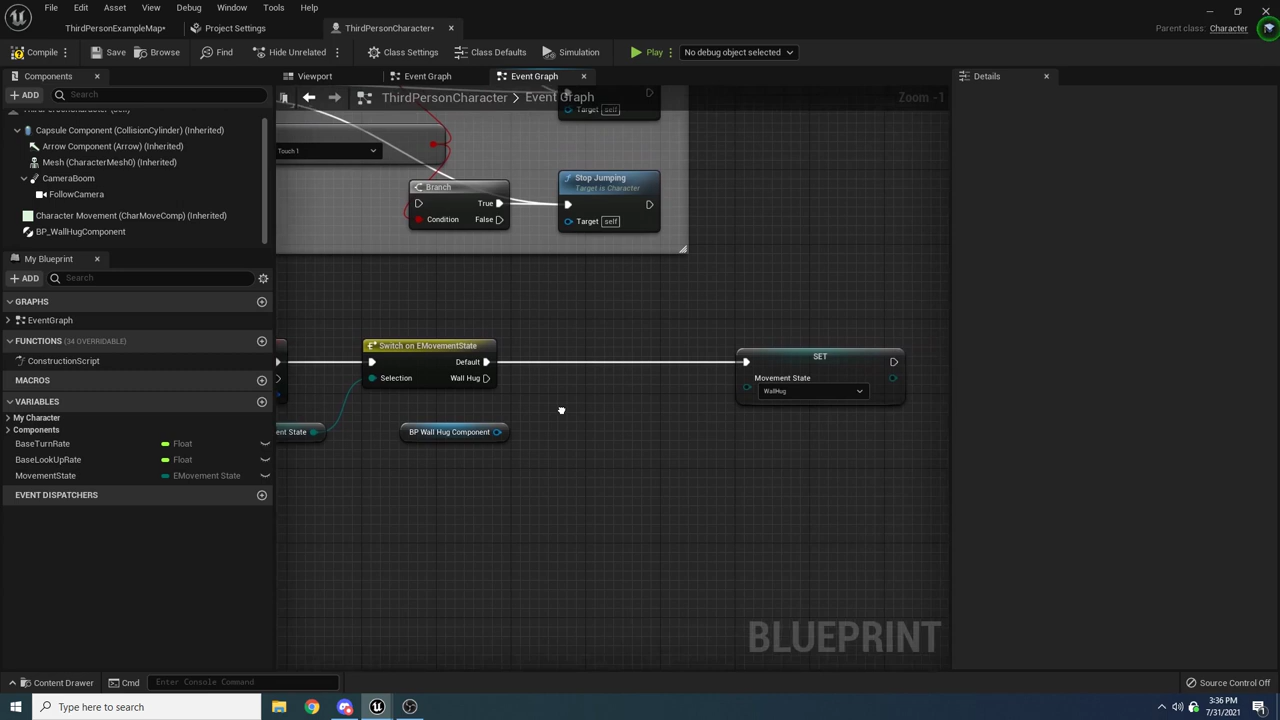 File Edit Asset View Debug Window Tools Help
ThirdPersonExampleMap* Project Settings ThirdPersonCharacter* Parent class: Character
Compile Save Browse Find Hide Unrelated Class Settings Class Defaults Simulation Play No debug object selected
Components Viewport Event Graph Event Graph Details
+ ADD Search ThirdPersonCharacter > Event Graph Zoom -1
Target self
Capsule Component (CollisionCylinder) (Inherited)
Arrow Component (Arrow) (Inherited)
Touch 1
Mesh (CharacterMesh0) (Inherited)
CameraBoom
FollowCamera
Character Movement (CharMoveComp) (Inherited)
BP_WallHugComponent
Branch
True
Condition False
Stop Jumping
Target is Character
Target self
My Blueprint
+ ADD Search
GRAPHS
EventGraph
FUNCTIONS (34 OVERRIDABLE)
ConstructionScript
MACROS
VARIABLES
My Character
Components
BaseTurnRate Float
BaseLookUpRate Float
MovementState EMovement State
EVENT DISPATCHERS
Switch on EMovementState
Default
Selection Wall Hug
ent State
BP Wall Hug Component
SET
Movement State
WallHug
BLUEPRINT
Content Drawer Cmd Enter Console Command Source Control Off
Type here to search
3:36 PM
7/31/2021